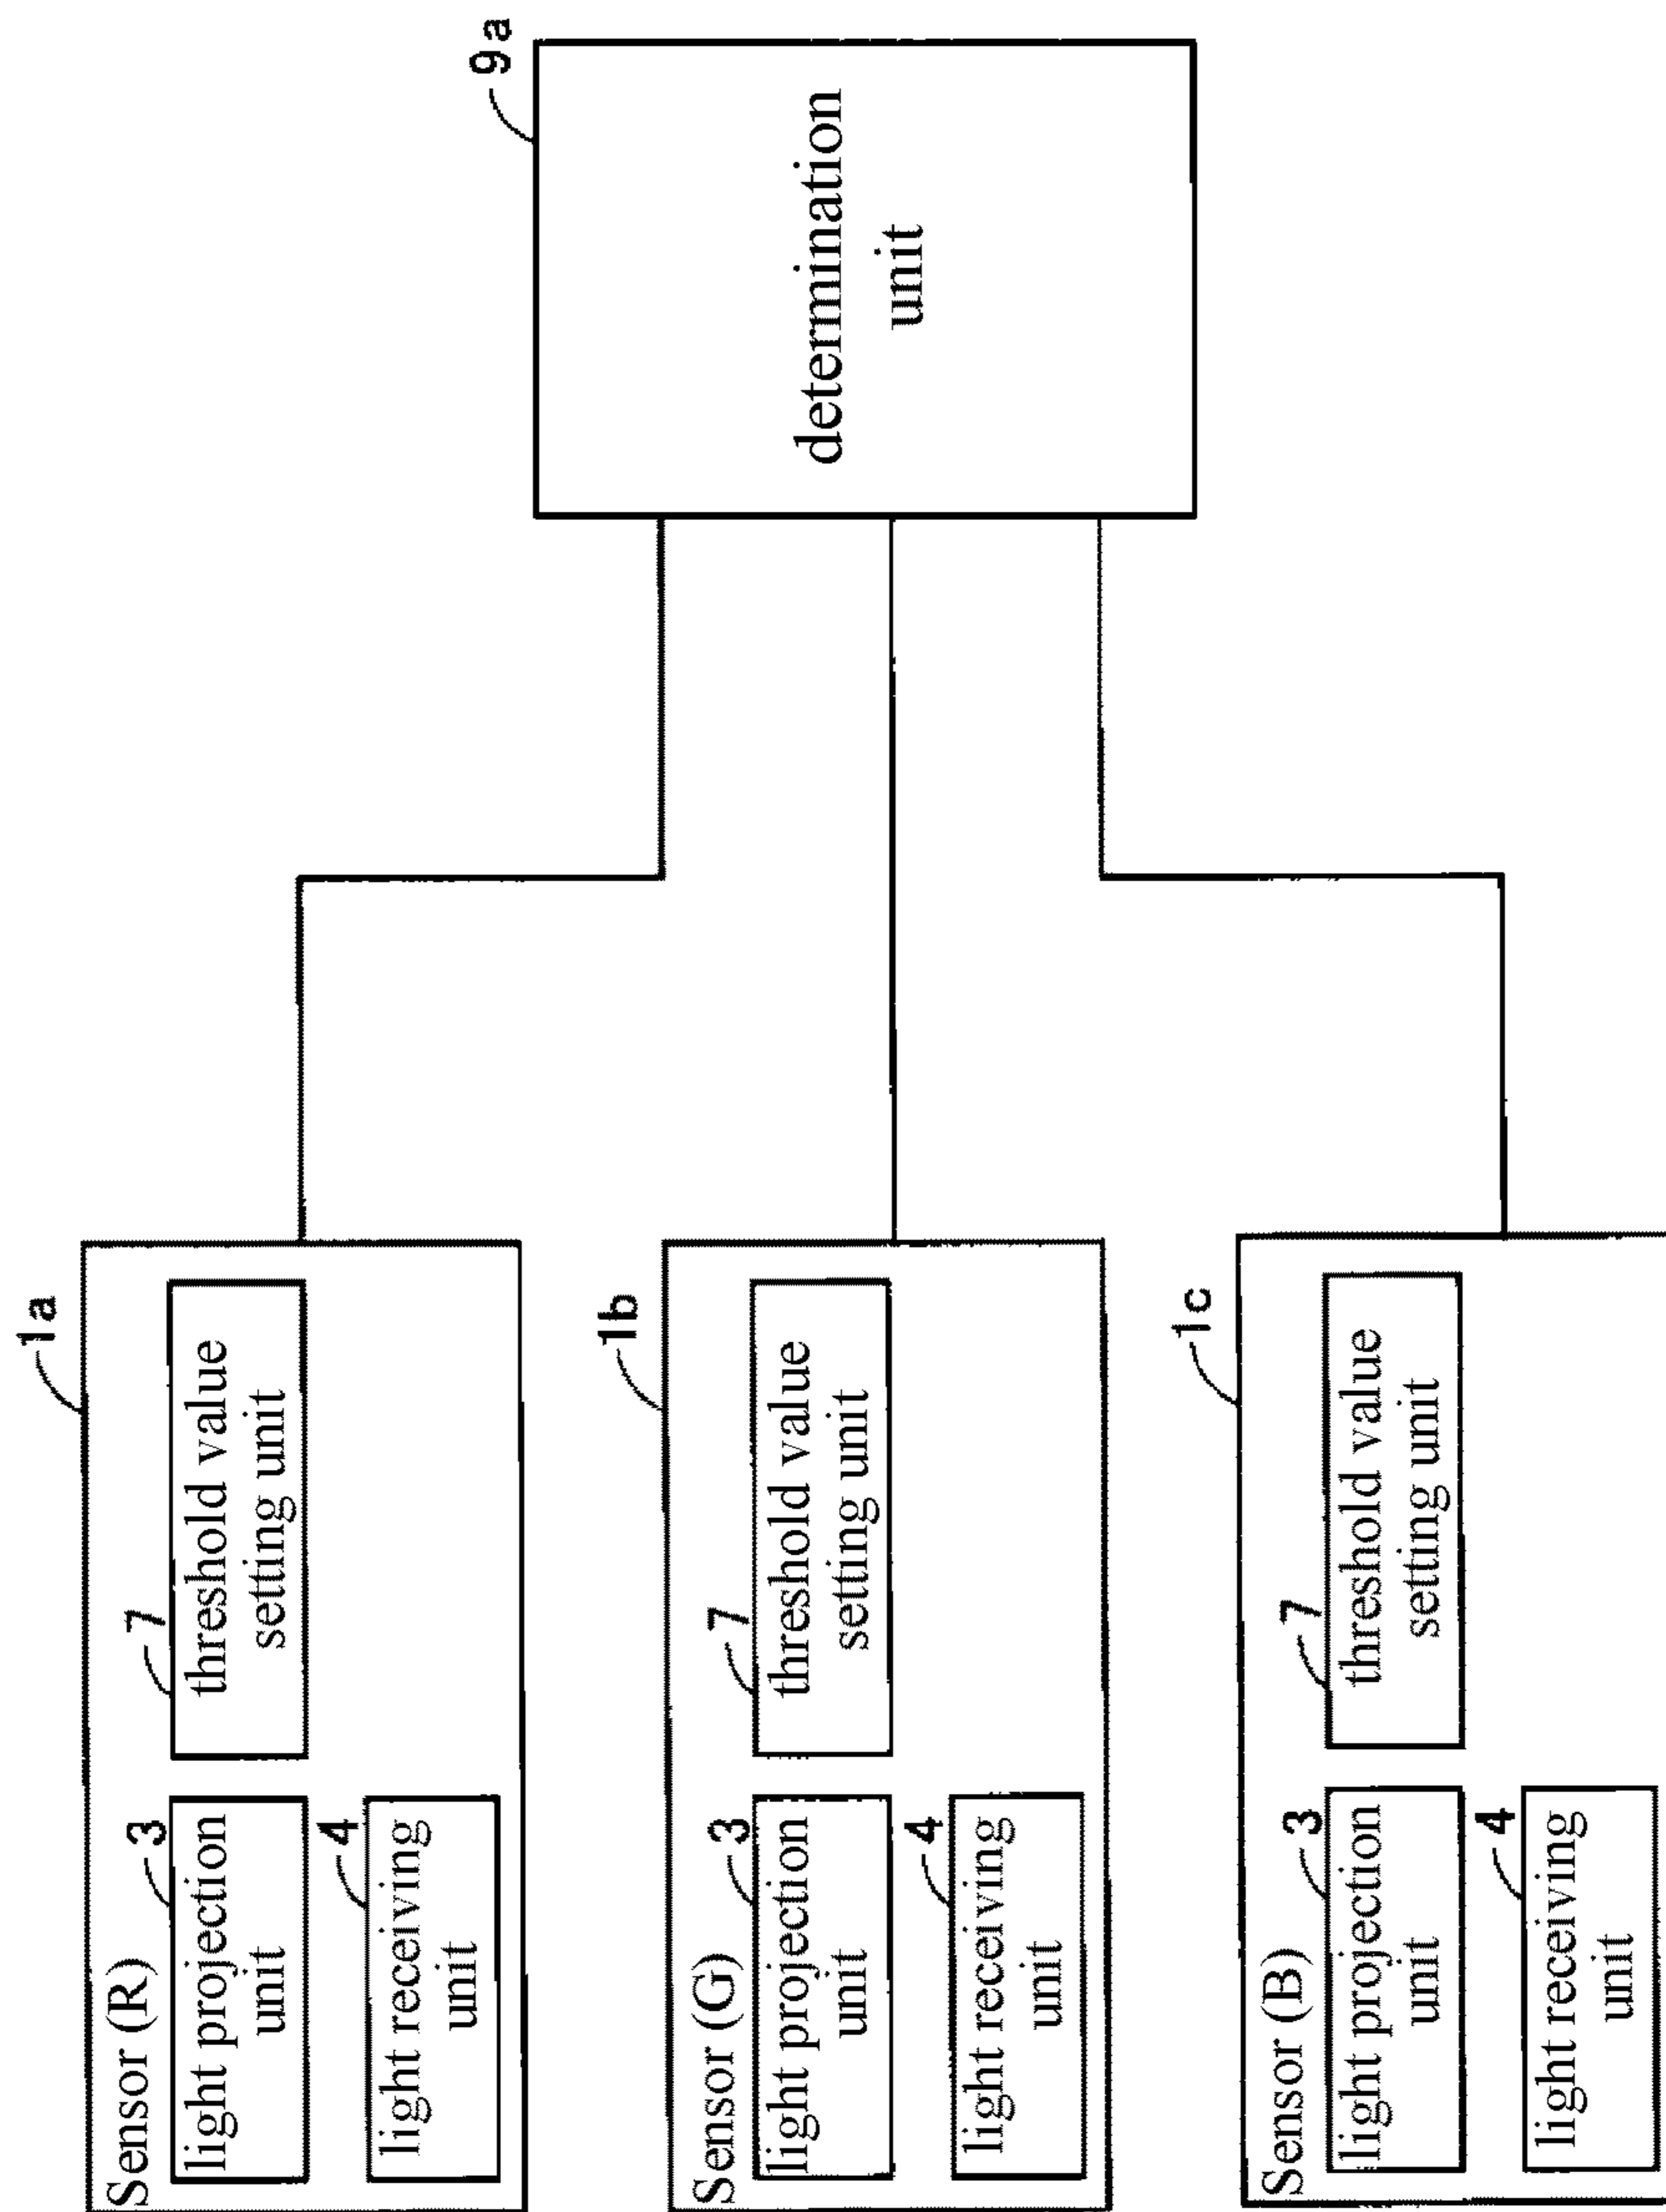 1a
Sensor (R)
3
light projection
unit
7
threshold value
setting unit
4
light receiving
unit
1b
Sensor (G)
3
light projection
unit
7
threshold value
setting unit
4
light receiving
unit
1c
Sensor (B)
3
light projection
unit
7
threshold value
setting unit
4
light receiving
unit
9a
determination
unit